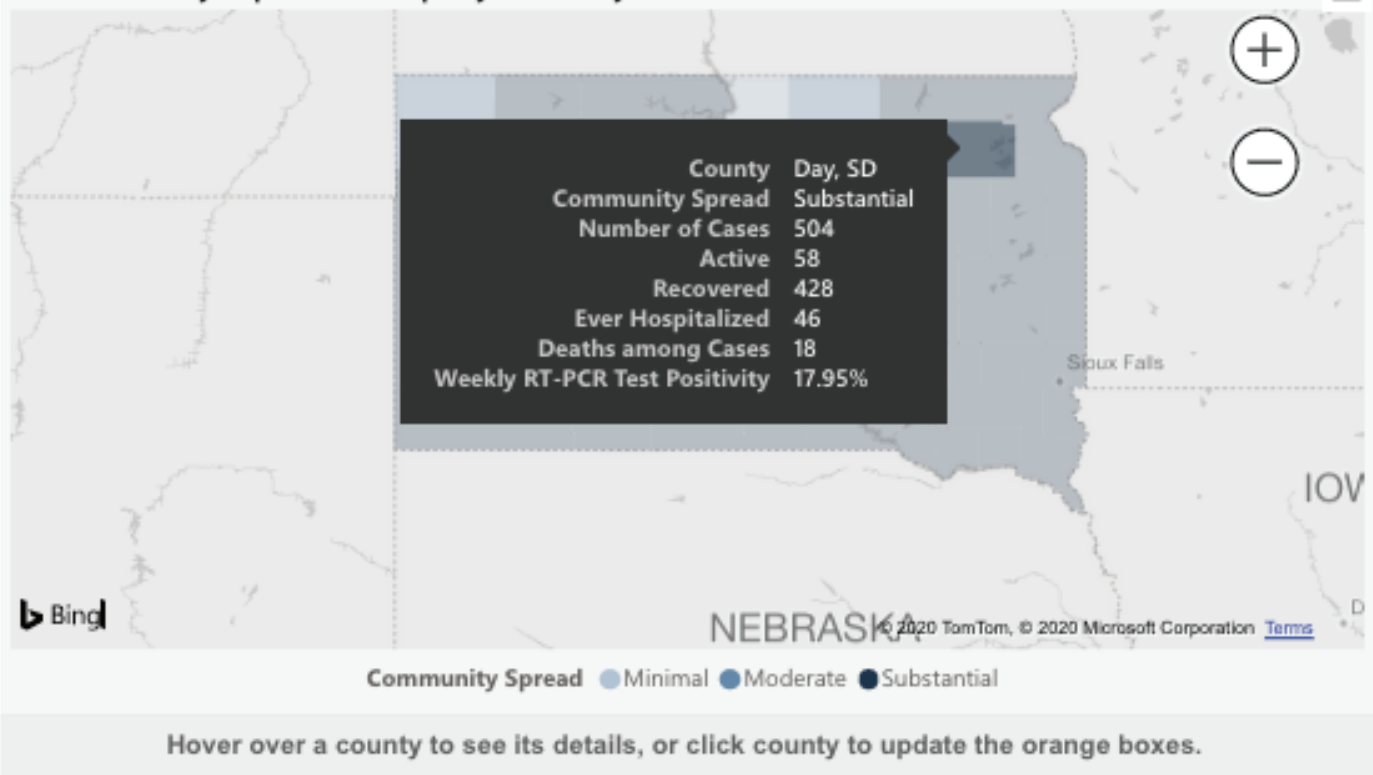 County Day, SD
Community Spread Substantial
Number of Cases 504
Active 58
Recovered 428
Ever Hospitalized 46
Deaths among Cases 18
Weekly RT-PCR Test Positivity 17.95%
Sioux Falls
IOW
Bing
NEBRASKA
© 2020 TomTom, © 2020 Microsoft Corporation Terms
D
Community Spread Minimal Moderate Substantial
Hover over a county to see its details, or click county to update the orange boxes.